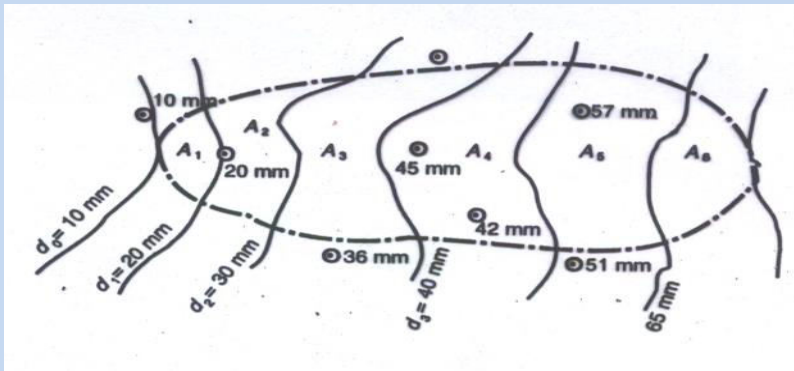 10 mm
A₂
57 mm
A₁
A₃
45 mm
A₄
A₅
A₆
20 mm
42 mm
d₀= 10 mm
d₁= 20 mm
d₂= 30 mm
36 mm
d₃= 40 mm
51 mm
65 mm